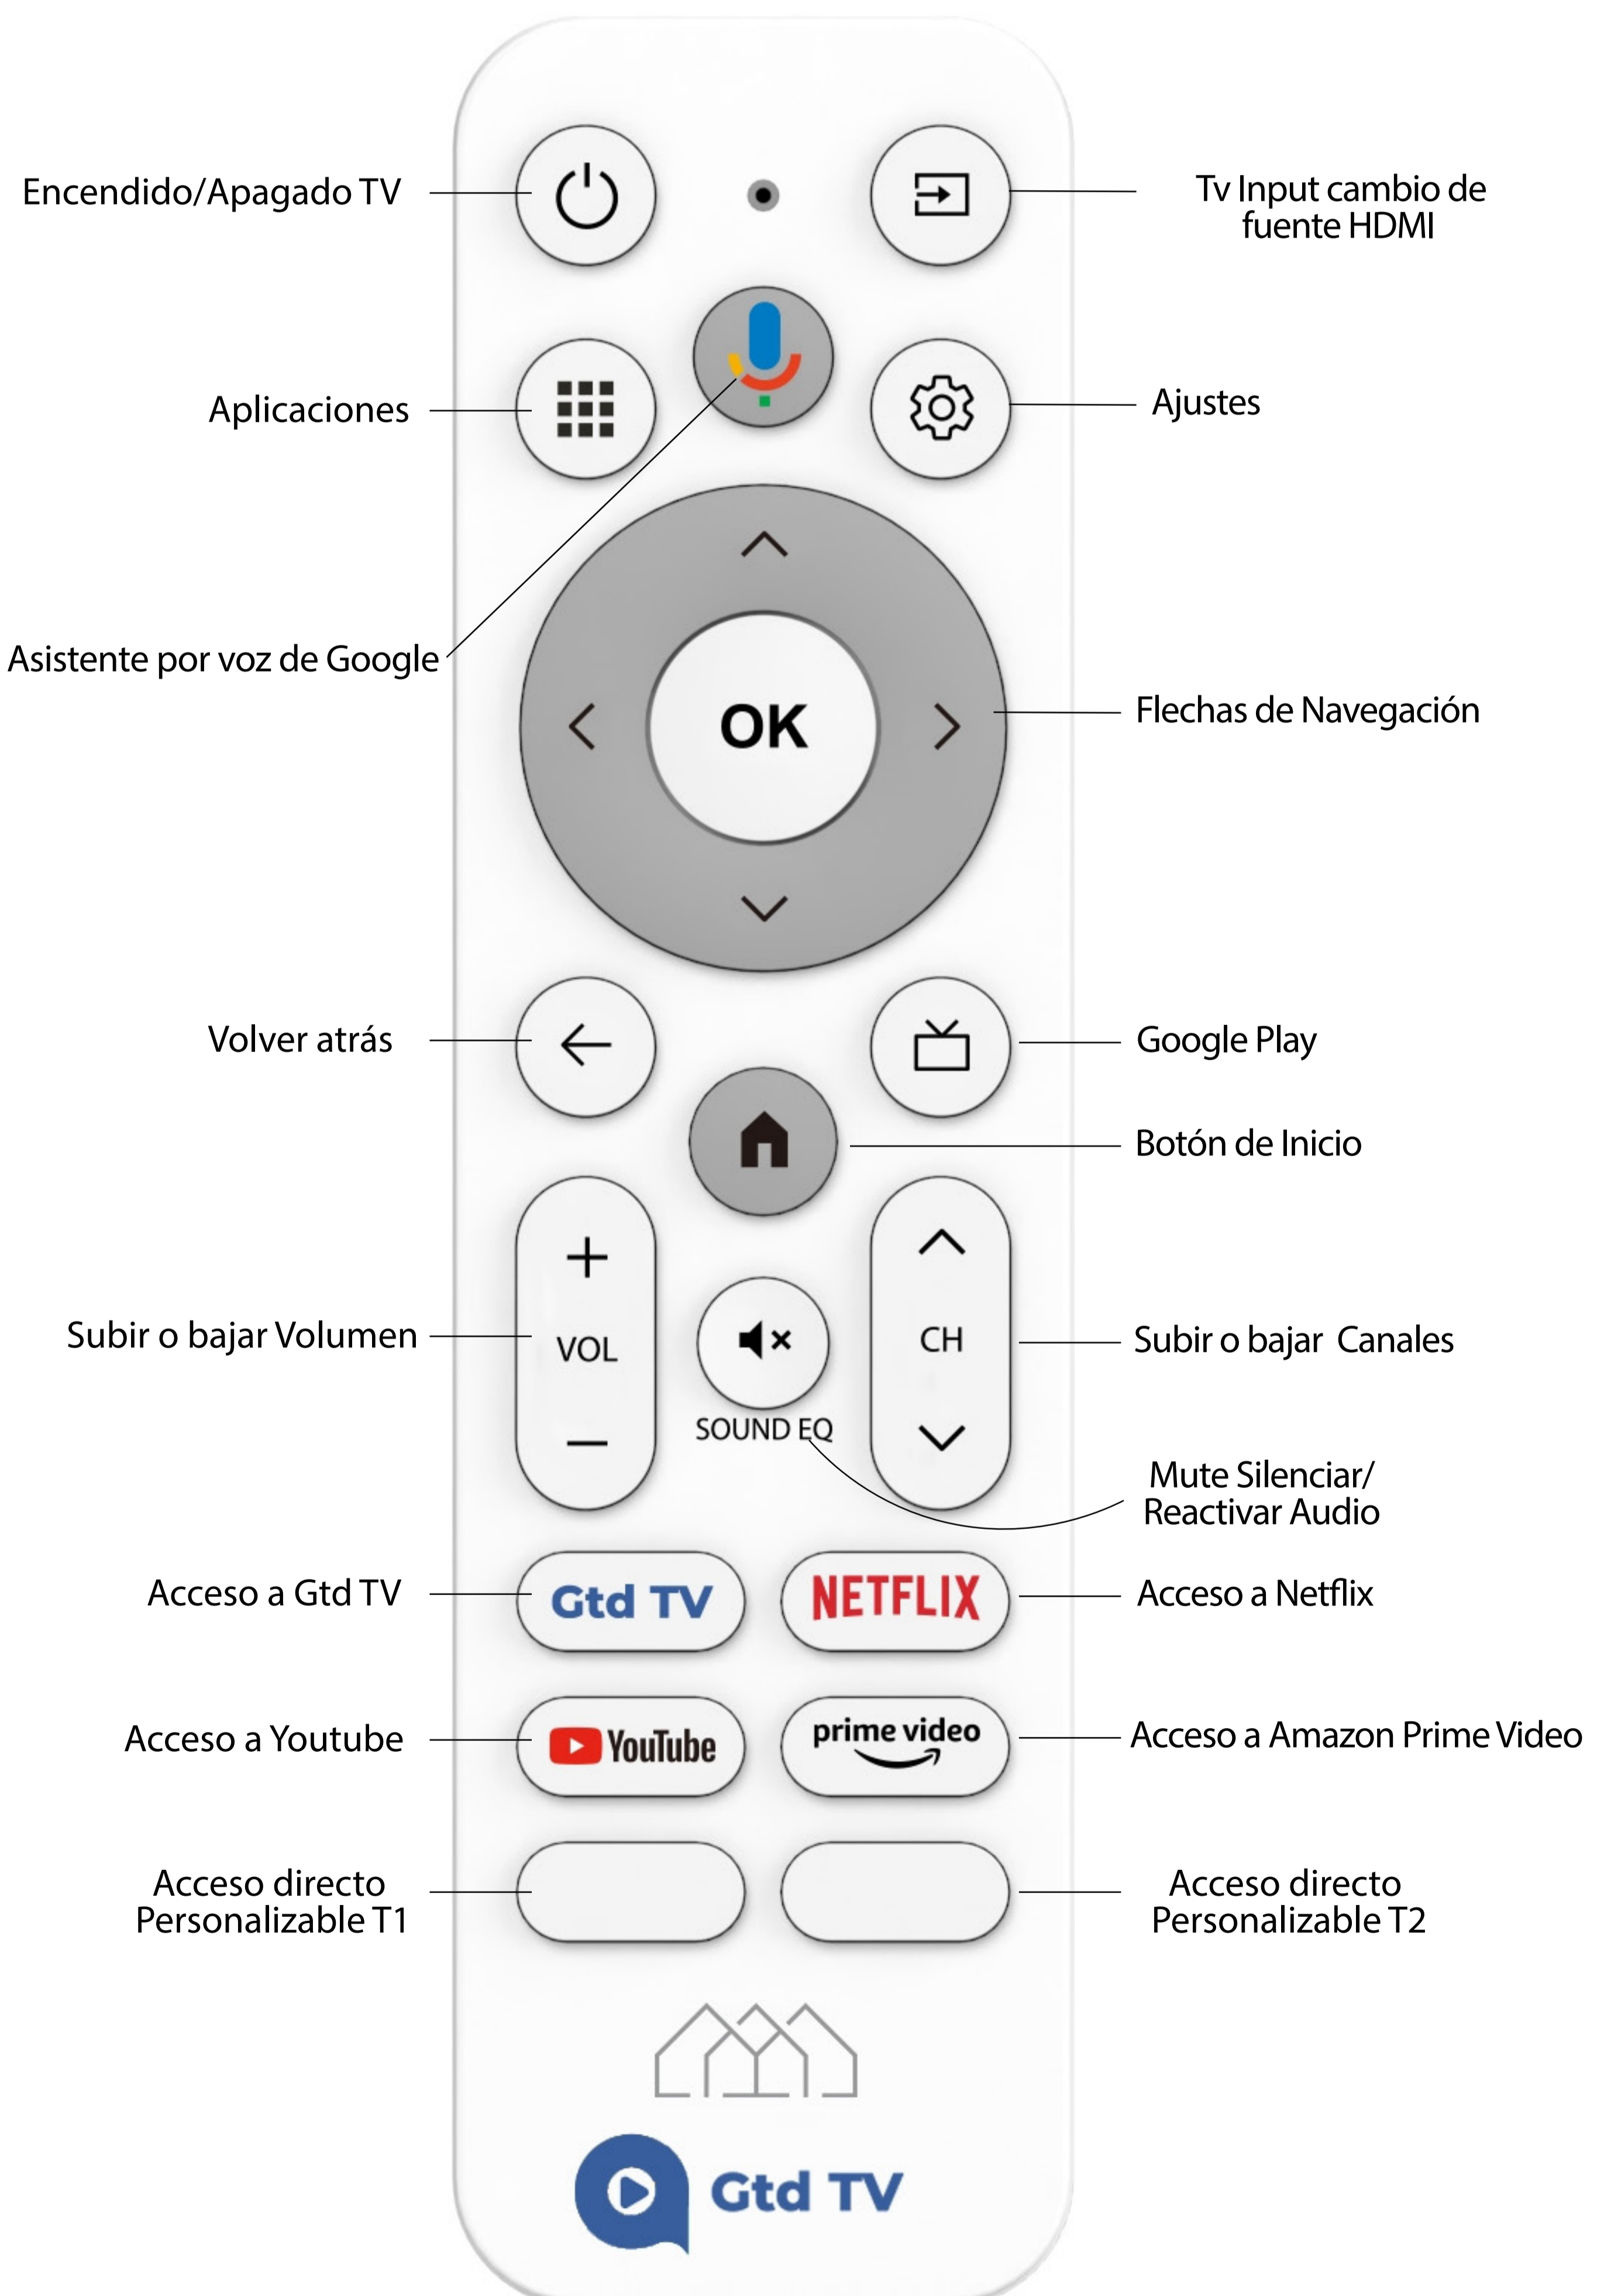 Encendido/Apagado TV
Tv Input cambio de
fuente HDMI
Aplicaciones
Ajustes
Asistente por voz de Google
OK
Flechas de Navegación
Volver atrás
Google Play
Botón de Inicio
Subir o bajar Volumen
VOL
CH
Subir o bajar Canales
SOUND EQ
Mute Silenciar/
Reactivar Audio
Acceso a Gtd TV
Gtd TV
NETFLIX
Acceso a Netflix
Acceso a Youtube
YouTube
prime video
Acceso a Amazon Prime Video
Acceso directo
Personalizable T1
Acceso directo
Personalizable T2
Gtd TV